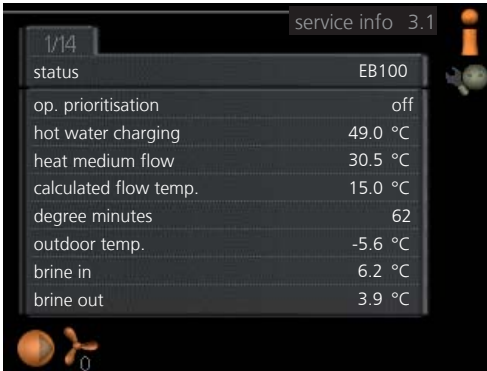 service info 3.1
1/14
status EB100
op. prioritisation off
hot water charging 49.0 °C
heat medium flow 30.5 °C
calculated flow temp. 15.0 °C
degree minutes 62
outdoor temp. -5.6 °C
brine in 6.2 °C
brine out 3.9 °C
0